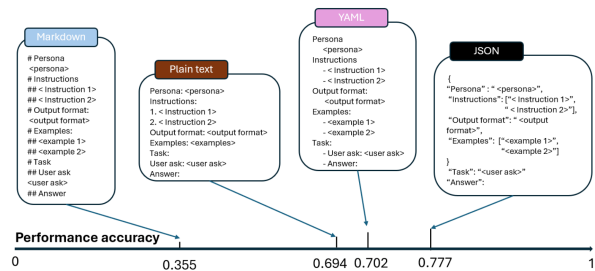 Markdown
# Persona
<persona>
# Instructions
## < Instruction 1>
## < Instruction 2>
# Output format:
<output format>
# Examples:
## <example 1>
## <example 2>
# Task
## User ask
<user ask>
## Answer
Plain text
Persona: <persona>
Instructions:
1. < Instruction 1>
2. < Instruction 2>
Output format: <output format>
Examples: <examples>
Task:
User ask: <user ask>
Answer:
YAML
Persona
<persona>
Instructions
- < Instruction 1>
- < Instruction 2>
Output format:
<output format>
Examples:
- <example 1>
- <example 2>
Task:
- User ask: <user ask>
- Answer:
JSON
{
"Persona" : " <persona>",
"Instructions": ["< Instruction 1>",
" < Instruction 2>"],
"Output format": " <output
format>",
"Examples": ["<example 1>",
"<example 2>"]
}
"Task": "<user ask>"
"Answer":
Performance accuracy
0
0.355
0.694
0.702
0.777
1